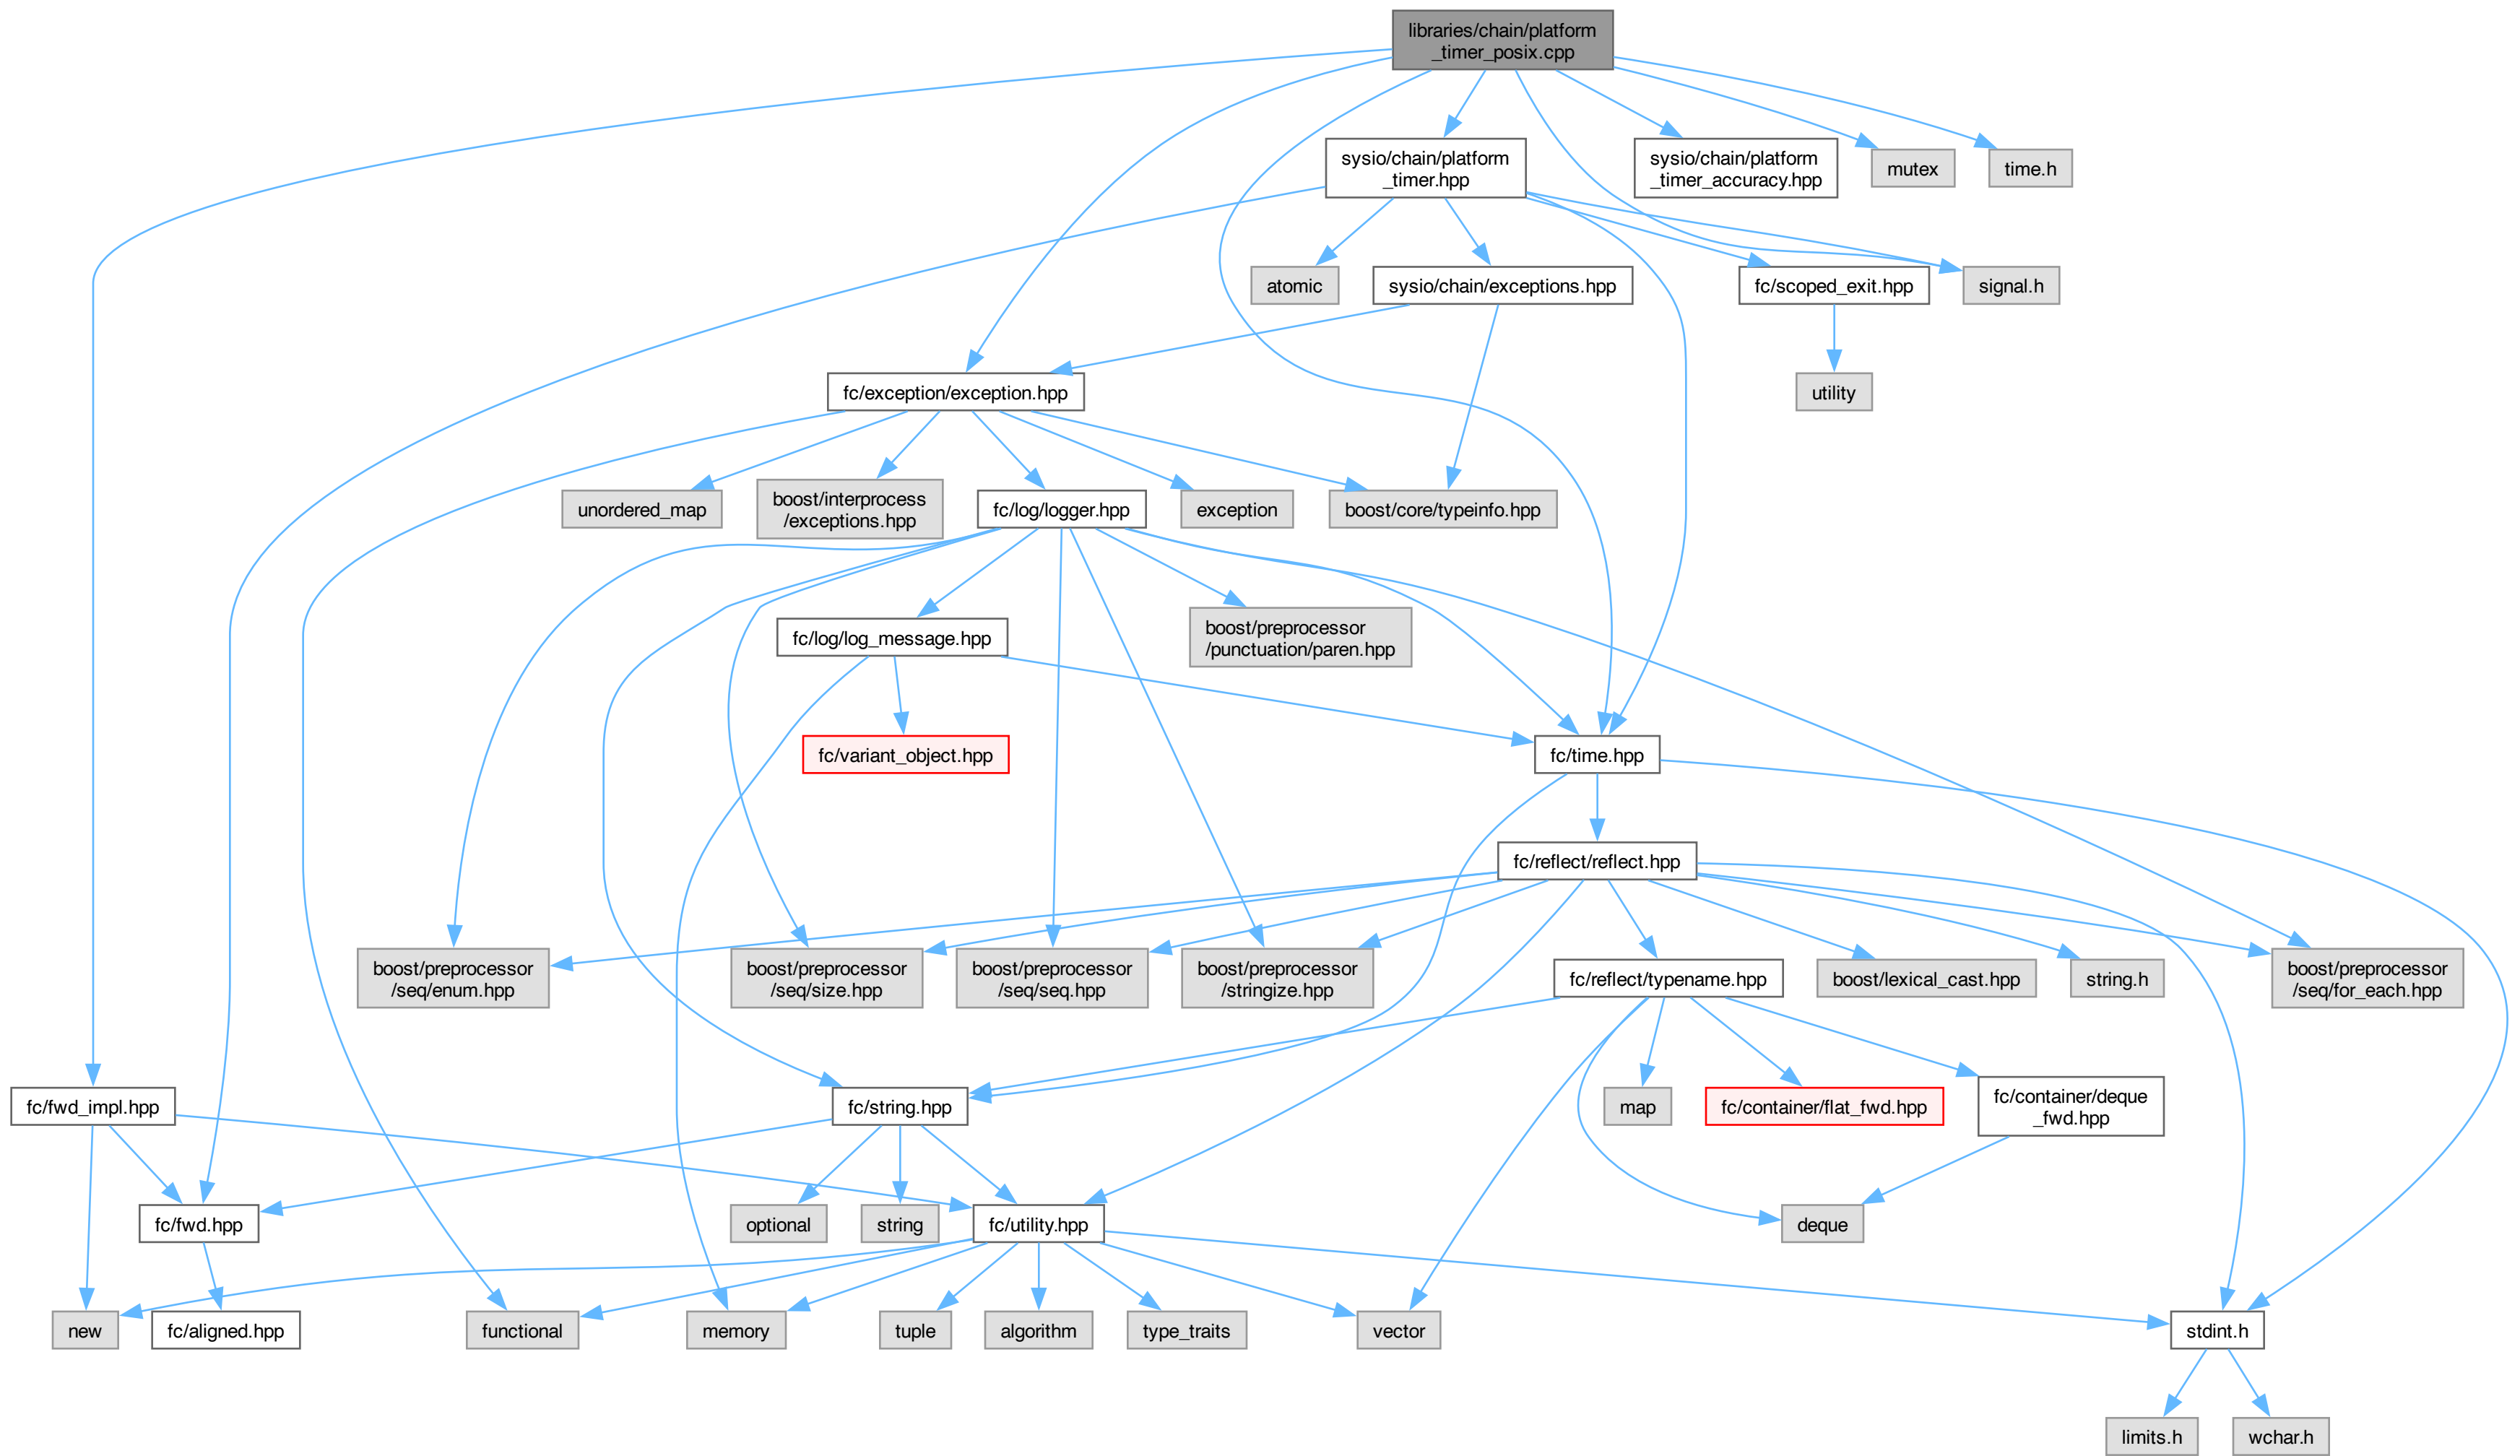 libraries/chain/platform
_timer_posix.cpp
sysio/chain/platform
_timer.hpp
sysio/chain/platform
_timer_accuracy.hpp
mutex
time.h
atomic
sysio/chain/exceptions.hpp
fc/scoped_exit.hpp
signal.h
fc/exception/exception.hpp
utility
unordered_map
boost/interprocess
/exceptions.hpp
fc/log/logger.hpp
exception
boost/core/typeinfo.hpp
fc/log/log_message.hpp
boost/preprocessor
/punctuation/paren.hpp
fc/variant_object.hpp
fc/time.hpp
fc/reflect/reflect.hpp
boost/preprocessor
/seq/enum.hpp
boost/preprocessor
/seq/size.hpp
boost/preprocessor
/seq/seq.hpp
boost/preprocessor
/stringize.hpp
fc/reflect/typename.hpp
boost/lexical_cast.hpp
string.h
boost/preprocessor
/seq/for_each.hpp
fc/fwd_impl.hpp
fc/string.hpp
map
fc/container/flat_fwd.hpp
fc/container/deque
_fwd.hpp
fc/fwd.hpp
optional
string
fc/utility.hpp
deque
new
fc/aligned.hpp
functional
memory
tuple
algorithm
type_traits
vector
stdint.h
limits.h
wchar.h